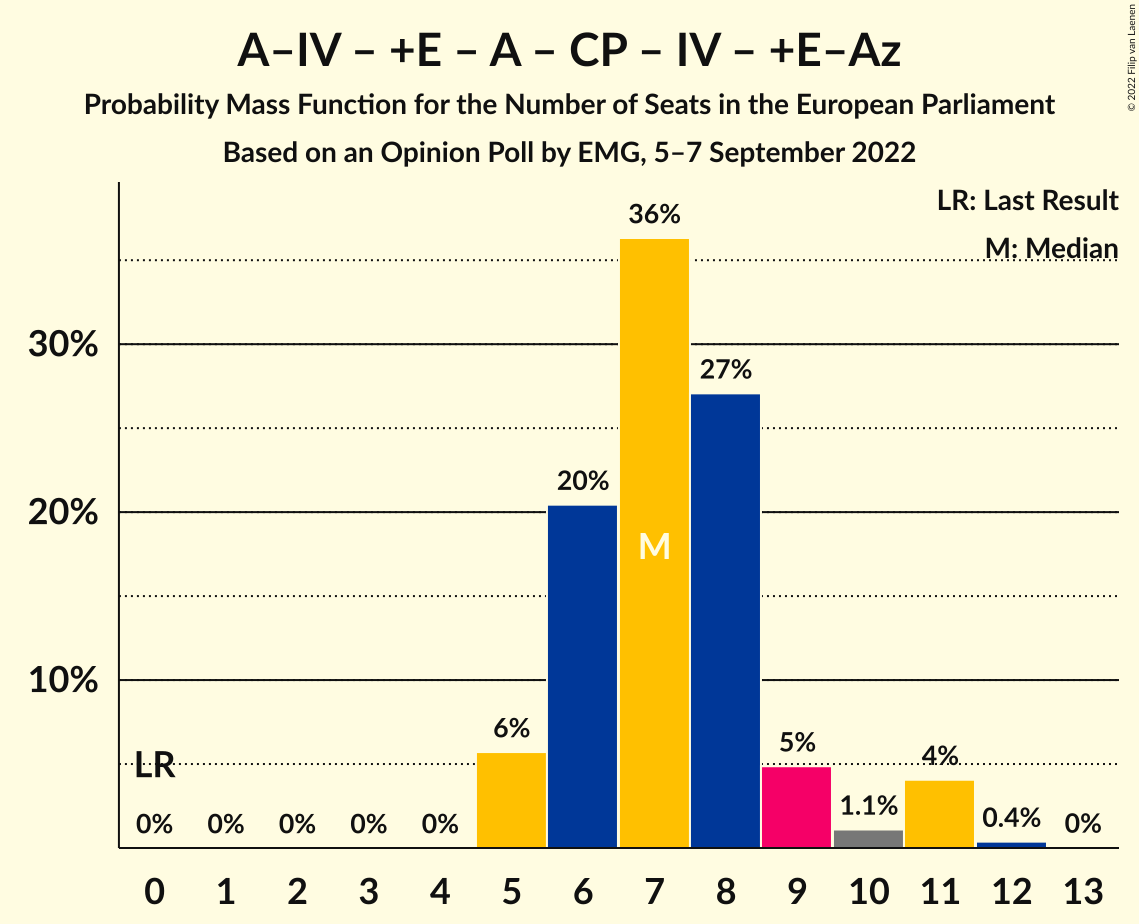 A–IV – +E – A – CP – IV – +E–Az
Probability Mass Function for the Number of Seats in the European Parliament
Based on an Opinion Poll by EMG, 5–7 September 2022
© 2022 Filip van Laenen
LR: Last Result
M: Median
36%
30%
27%
20%
20%
M
10%
6%
5%
4%
LR
1.1%
0.4%
0%
0%
0%
0%
0%
0%
0 1 2 3 4 5 6 7 8 9 10 11 12 13